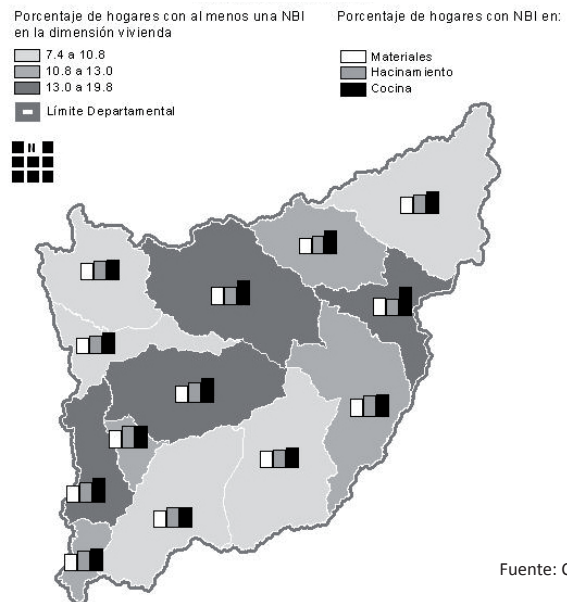 Porcentaje de hogares con al menos una NBI
en la dimensión vivienda
7.4 a 10.8
10.8 a 13.0
13.0 a 19.8
Límite Departamental
Porcentaje de hogares con NBI en:
Materiales
Hacinamiento
Cocina
N
Fuente: C